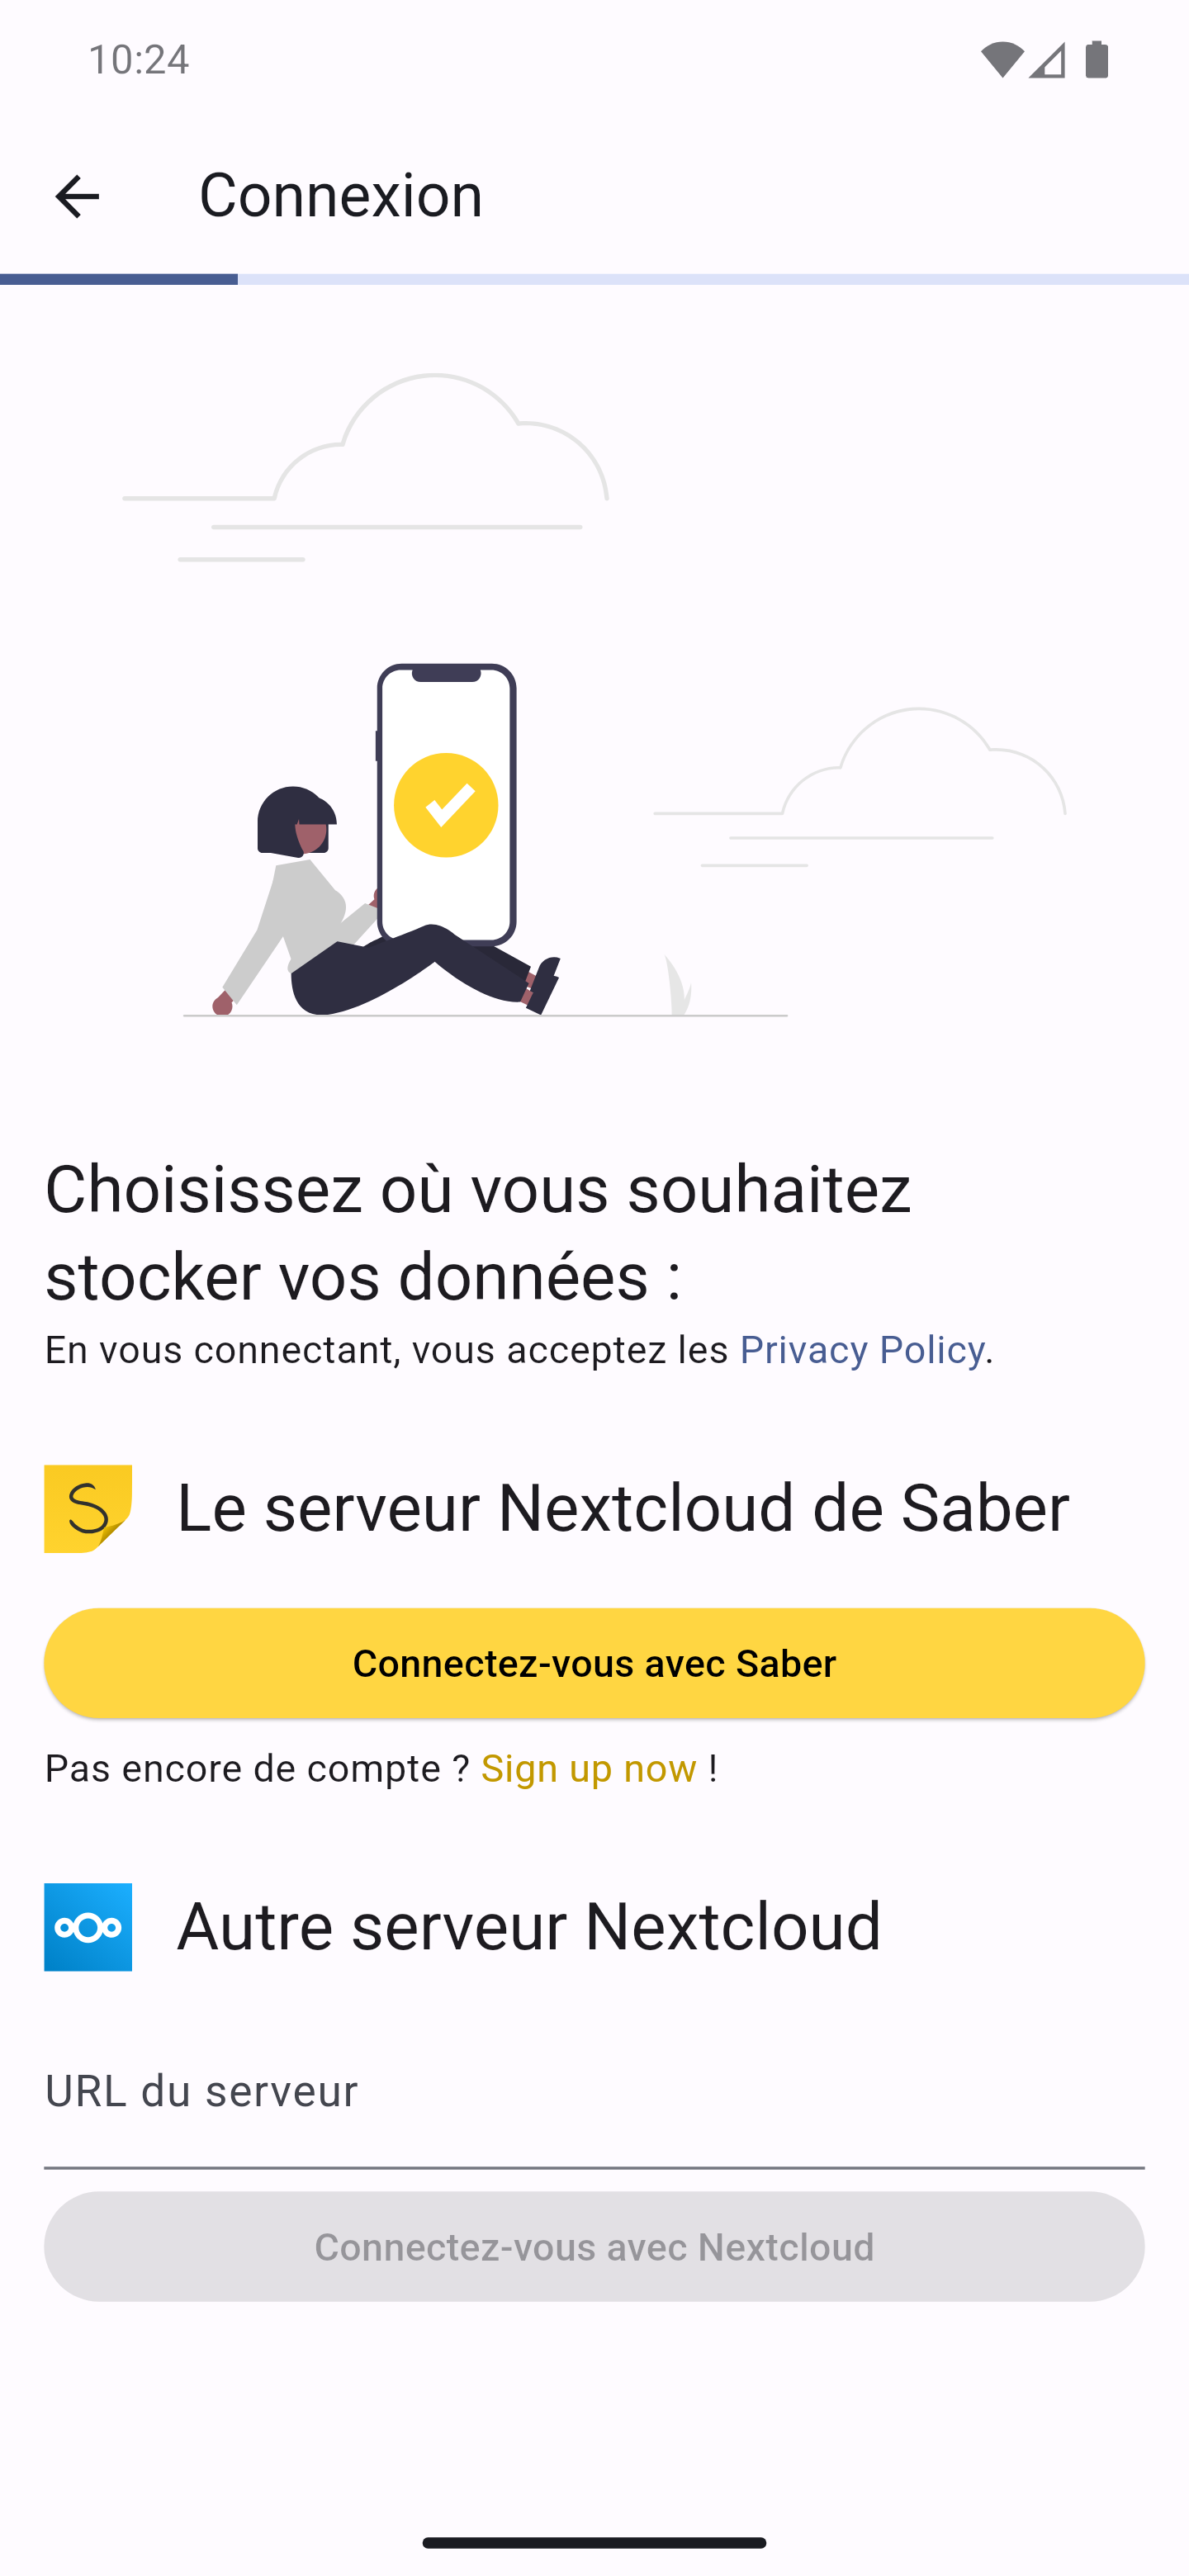 10:24
Connexion
Choisissez où vous souhaitez
stocker vos données :
En vous connectant, vous acceptez les Privacy Policy.
S
Le serveur Nextcloud de Saber
Connectez-vous avec Saber
Pas encore de compte ? Sign up now !
Autre serveur Nextcloud
URL du serveur
Connectez-vous avec Nextcloud